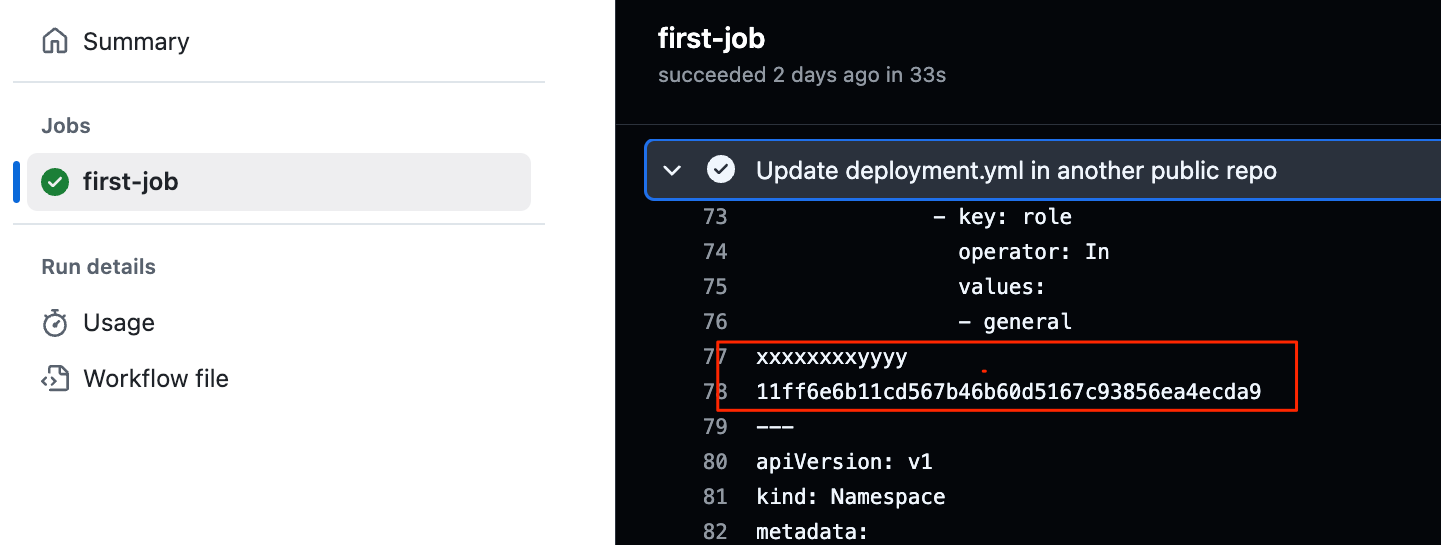 Summary
Jobs
first-job
Run details
Usage
Workflow file
first-job
succeeded 2 days ago in 33s
Update deployment.yml in another public repo
73 - key: role
74 operator: In
75 values:
76 - general
77 xxxxxxxxyyyy
78 11ff6e6b11cd567b46b60d5167c93856ea4ecda9
79 ---
80 apiVersion: v1
81 kind: Namespace
82 metadata: